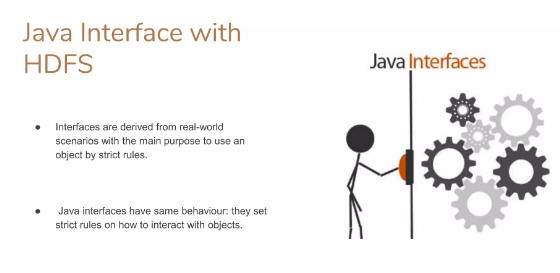 Java Interface with
HDFS
Java Interfaces
● Interfaces are derived from real-world
scenarios with the main purpose to use an
object by strict rules.
● Java interfaces have same behaviour: they set
strict rules on how to interact with objects.